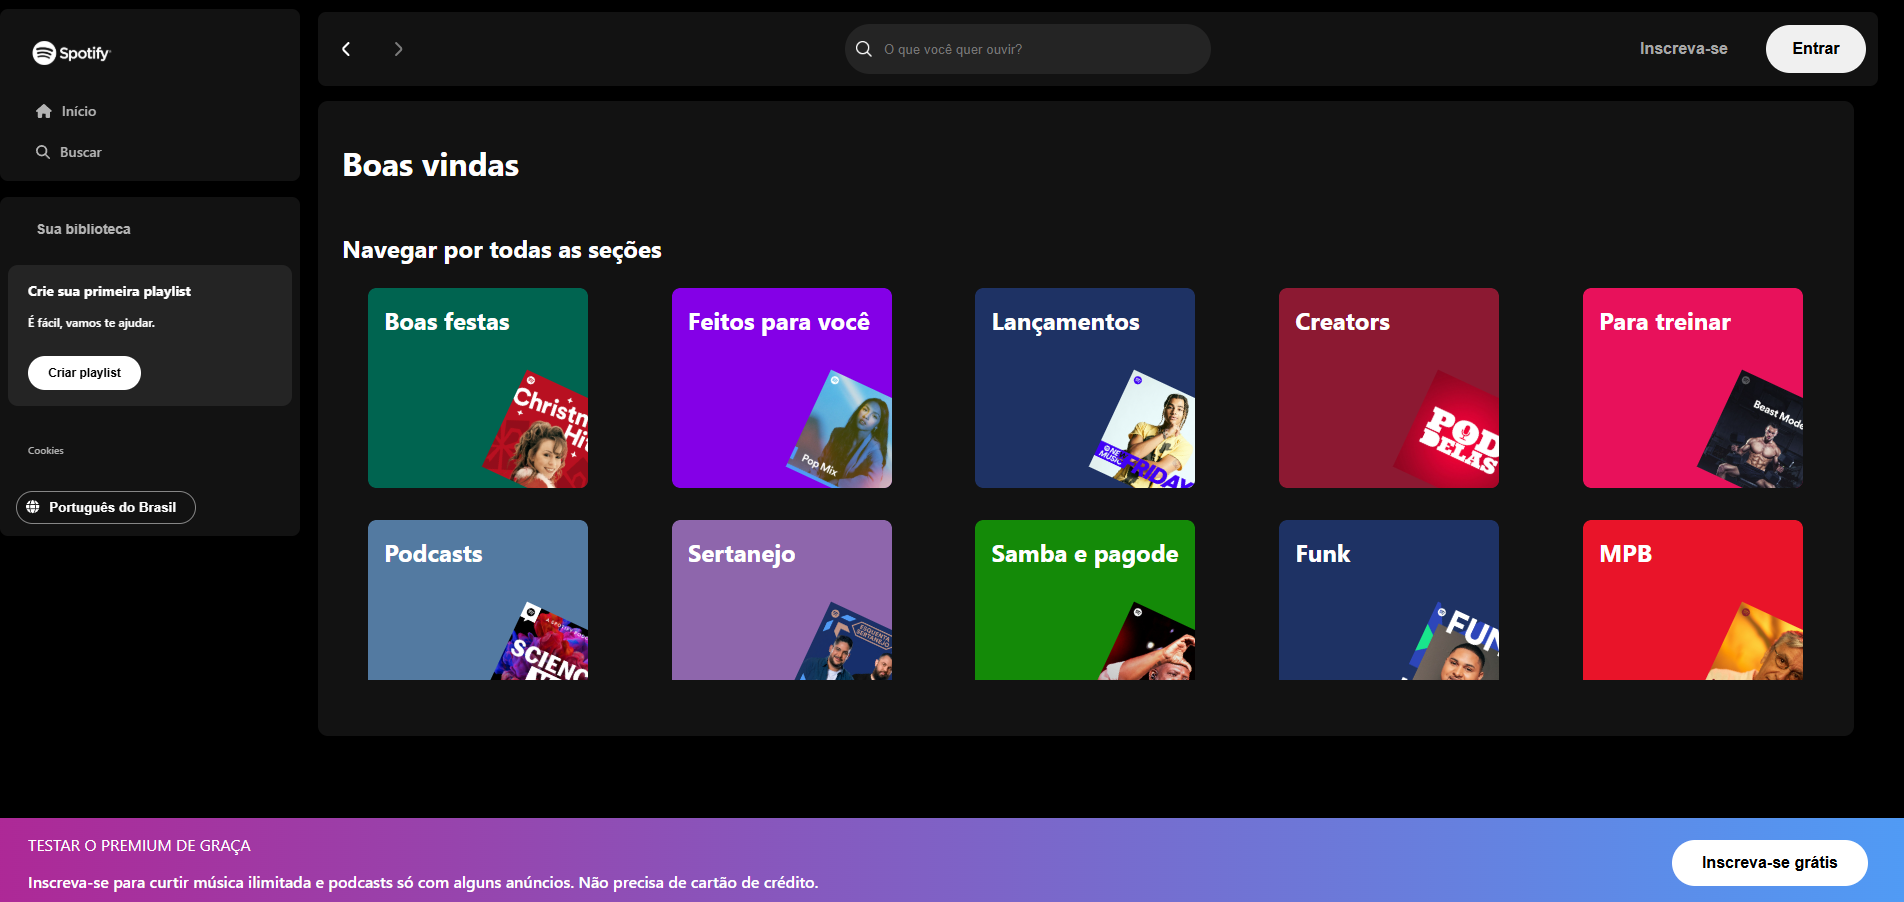 Spotify
Início
Buscar
Sua biblioteca
Crie sua primeira playlist
É fácil, vamos te ajudar.
Criar playlist
Cookies
Português do Brasil
O que você quer ouvir?
Inscreva-se
Entrar
Boas vindas
Navegar por todas as seções
Boas festas
Christm
Hit
Feitos para você
Pop Mix
Lançamentos
FRIDAY
Creators
POD
DELAS
Para treinar
Beast Mode
Podcasts
SCIENC
Sertanejo
ESQUENTA
SERTANEJO
Samba e pagode
Funk
FUN
MPB
TESTAR O PREMIUM DE GRAÇA
Inscreva-se para curtir música ilimitada e podcasts só com alguns anúncios. Não precisa de cartão de crédito.
Inscreva-se grátis